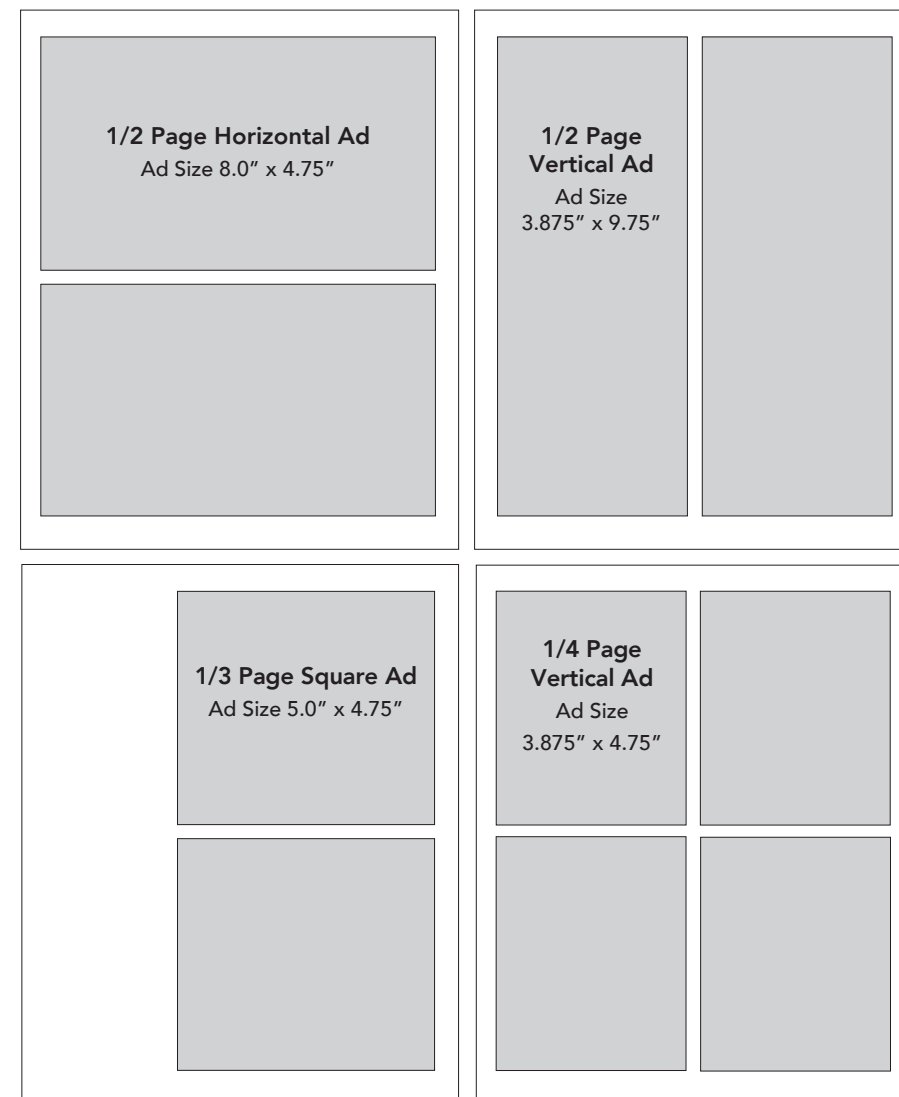 1/2 Page Horizontal Ad
Ad Size 8.0” x 4.75”
1/2 Page
Vertical Ad
Ad Size
3.875” x 9.75”
1/3 Page Square Ad
Ad Size 5.0” x 4.75”
1/4 Page
Vertical Ad
Ad Size
3.875” x 4.75”